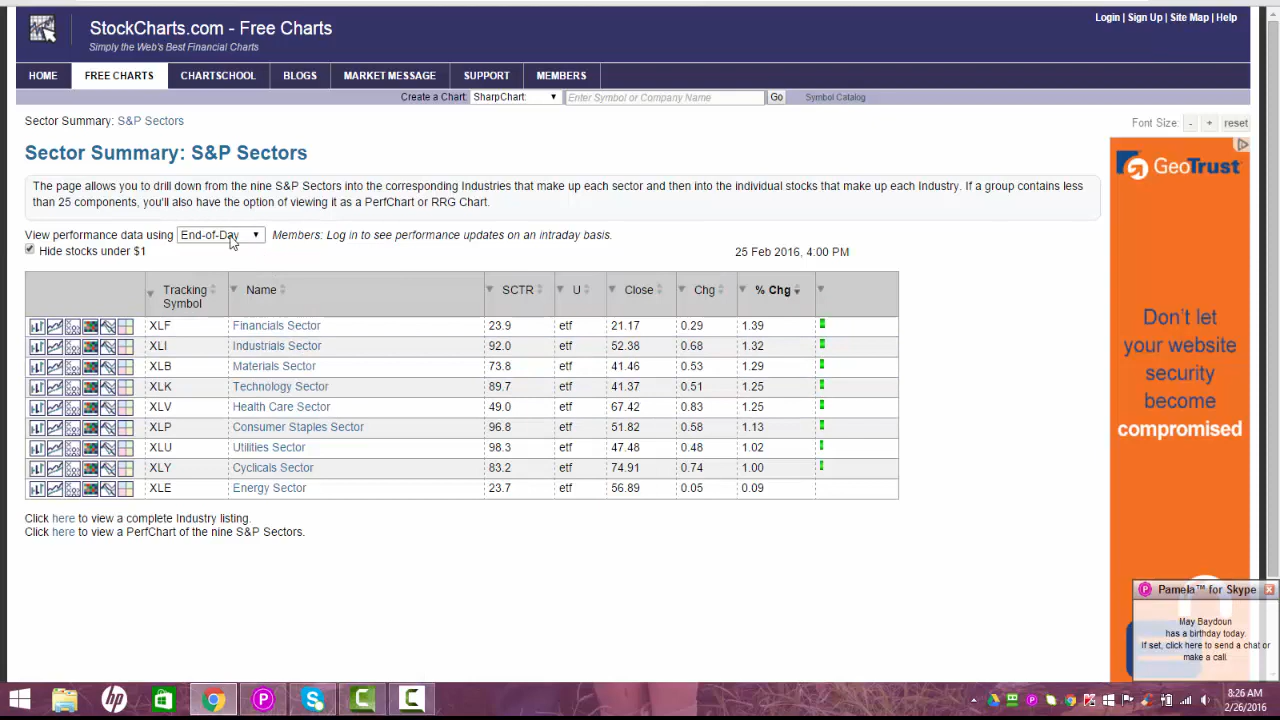 StockCharts.com - Free Charts
Simply the Web's Best Financial Charts
Login | Sign Up | Site Map | Help
HOME FREE CHARTS CHARTSCHOOL BLOGS MARKET MESSAGE SUPPORT MEMBERS
Create a Chart: SharpChart: Enter Symbol or Company Name Go Symbol Catalog
Sector Summary: S&P Sectors
Font Size: - + reset
Sector Summary: S&P Sectors
The page allows you to drill down from the nine S&P Sectors into the corresponding Industries that make up each sector and then into the individual stocks that make up each Industry. If a group contains less
than 25 components, you'll also have the option of viewing it as a PerfChart or RRG Chart.
View performance data using End-of-Day Members: Log in to see performance updates on an intraday basis.
Hide stocks under $1
25 Feb 2016, 4:00 PM
Tracking Symbol Name SCTR U Close Chg % Chg
XLF Financials Sector 23.9 etf 21.17 0.29 1.39
XLI Industrials Sector 92.0 etf 52.38 0.68 1.32
XLB Materials Sector 73.8 etf 41.46 0.53 1.29
XLK Technology Sector 89.7 etf 41.37 0.51 1.25
XLV Health Care Sector 49.0 etf 67.42 0.83 1.25
XLP Consumer Staples Sector 96.8 etf 51.82 0.58 1.13
XLU Utilities Sector 98.3 etf 47.48 0.48 1.02
XLY Cyclicals Sector 83.2 etf 74.91 0.74 1.00
XLE Energy Sector 23.7 etf 56.89 0.05 0.09
Click here to view a complete Industry listing.
Click here to view a PerfChart of the nine S&P Sectors.
GeoTrust
Don't let
your website
security
become
compromised
Pamela™ for Skype
May Baydoun
has a birthday today.
If set, click here to send a chat or
make a call.
8:26 AM
2/26/2016